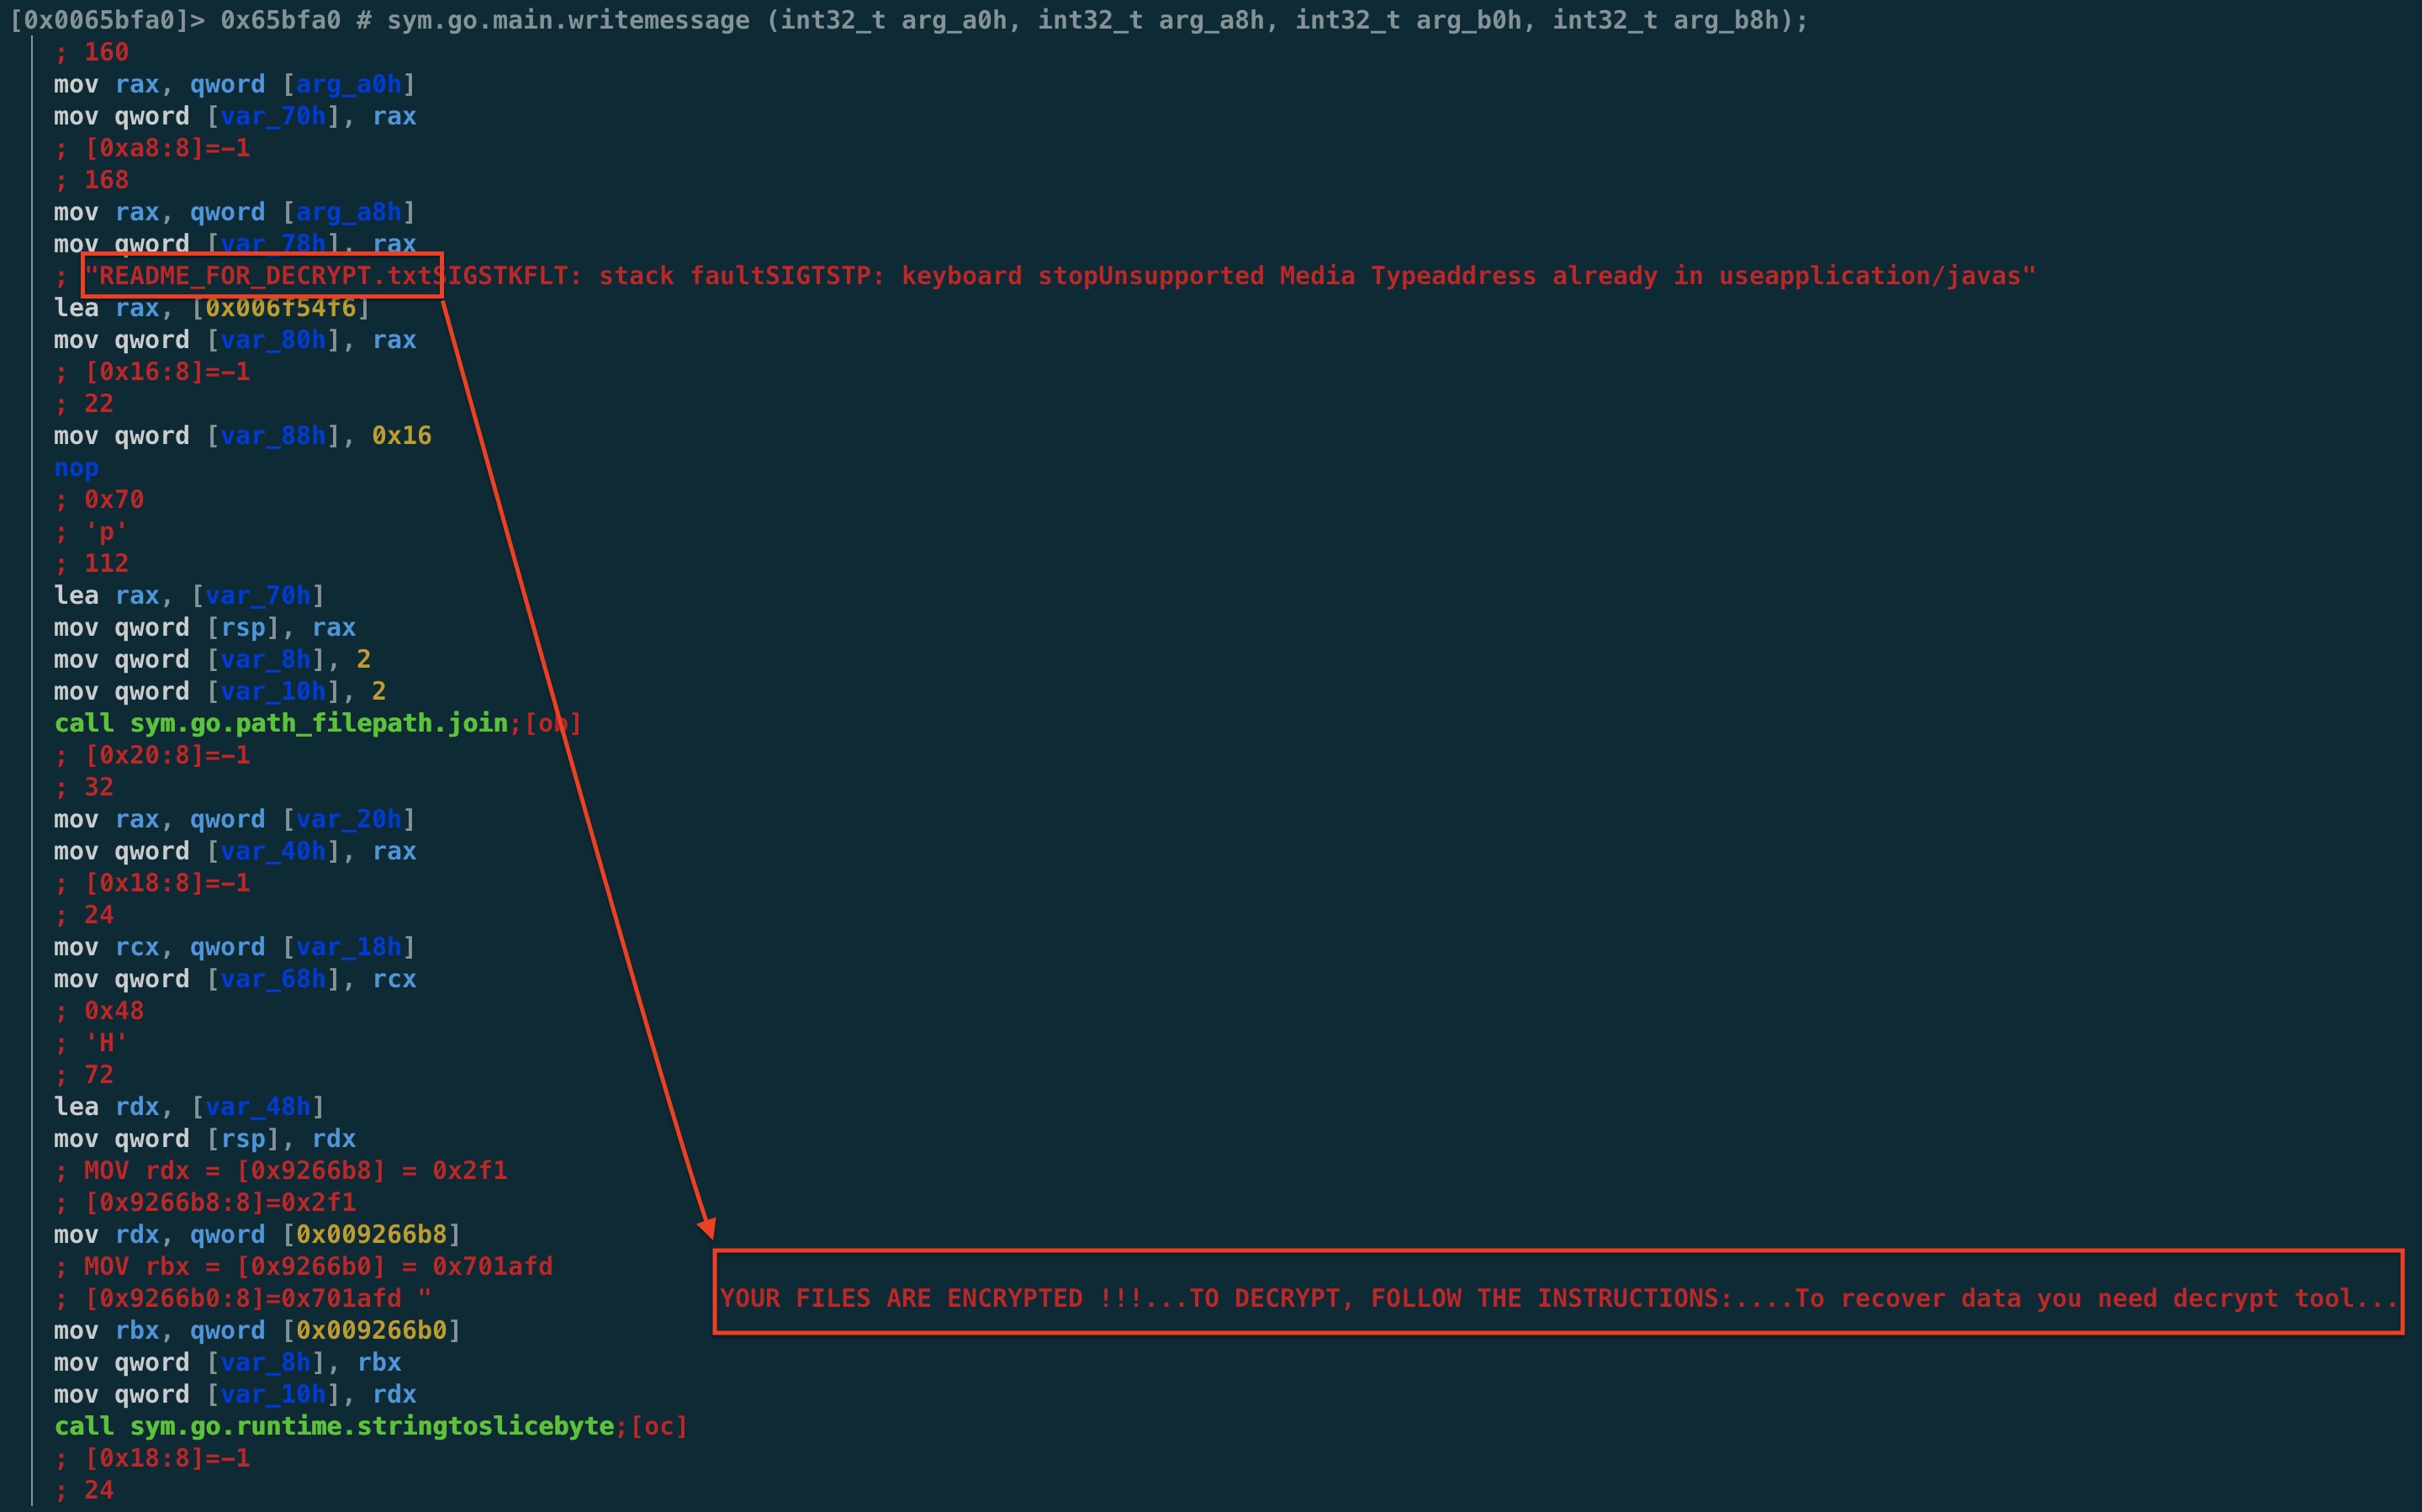 [0x0065bfa0]> 0x65bfa0 # sym.go.main.writemessage (int32_t arg_a0h, int32_t arg_a8h, int32_t arg_b0h, int32_t arg_b8h);
; 160
mov rax, qword [arg_a0h]
mov qword [var_70h], rax
; [0xa8:8]=-1
; 168
mov rax, qword [arg_a8h]
mov qword [var_78h], rax
; "README_FOR_DECRYPT.txtSIGSTKFLT: stack faultSIGTSTP: keyboard stopUnsupported Media Typeaddress already in useapplication/javas"
lea rax, [0x006f54f6]
mov qword [var_80h], rax
; [0x16:8]=-1
; 22
mov qword [var_88h], 0x16
nop
; 0x70
; 'p'
; 112
lea rax, [var_70h]
mov qword [rsp], rax
mov qword [var_8h], 2
mov qword [var_10h], 2
call sym.go.path_filepath.join;[ob]
; [0x20:8]=-1
; 32
mov rax, qword [var_20h]
mov qword [var_40h], rax
; [0x18:8]=-1
; 24
mov rcx, qword [var_18h]
mov qword [var_68h], rcx
; 0x48
; 'H'
; 72
lea rdx, [var_48h]
mov qword [rsp], rdx
; MOV rdx = [0x9266b8] = 0x2f1
; [0x9266b8:8]=0x2f1
mov rdx, qword [0x009266b8]
; MOV rbx = [0x9266b0] = 0x701afd
; [0x9266b0:8]=0x701afd " YOUR FILES ARE ENCRYPTED !!!...TO DECRYPT, FOLLOW THE INSTRUCTIONS:....To recover data you need decrypt tool...
mov rbx, qword [0x009266b0]
mov qword [var_8h], rbx
mov qword [var_10h], rdx
call sym.go.runtime.stringtoslicebyte;[oc]
; [0x18:8]=-1
; 24